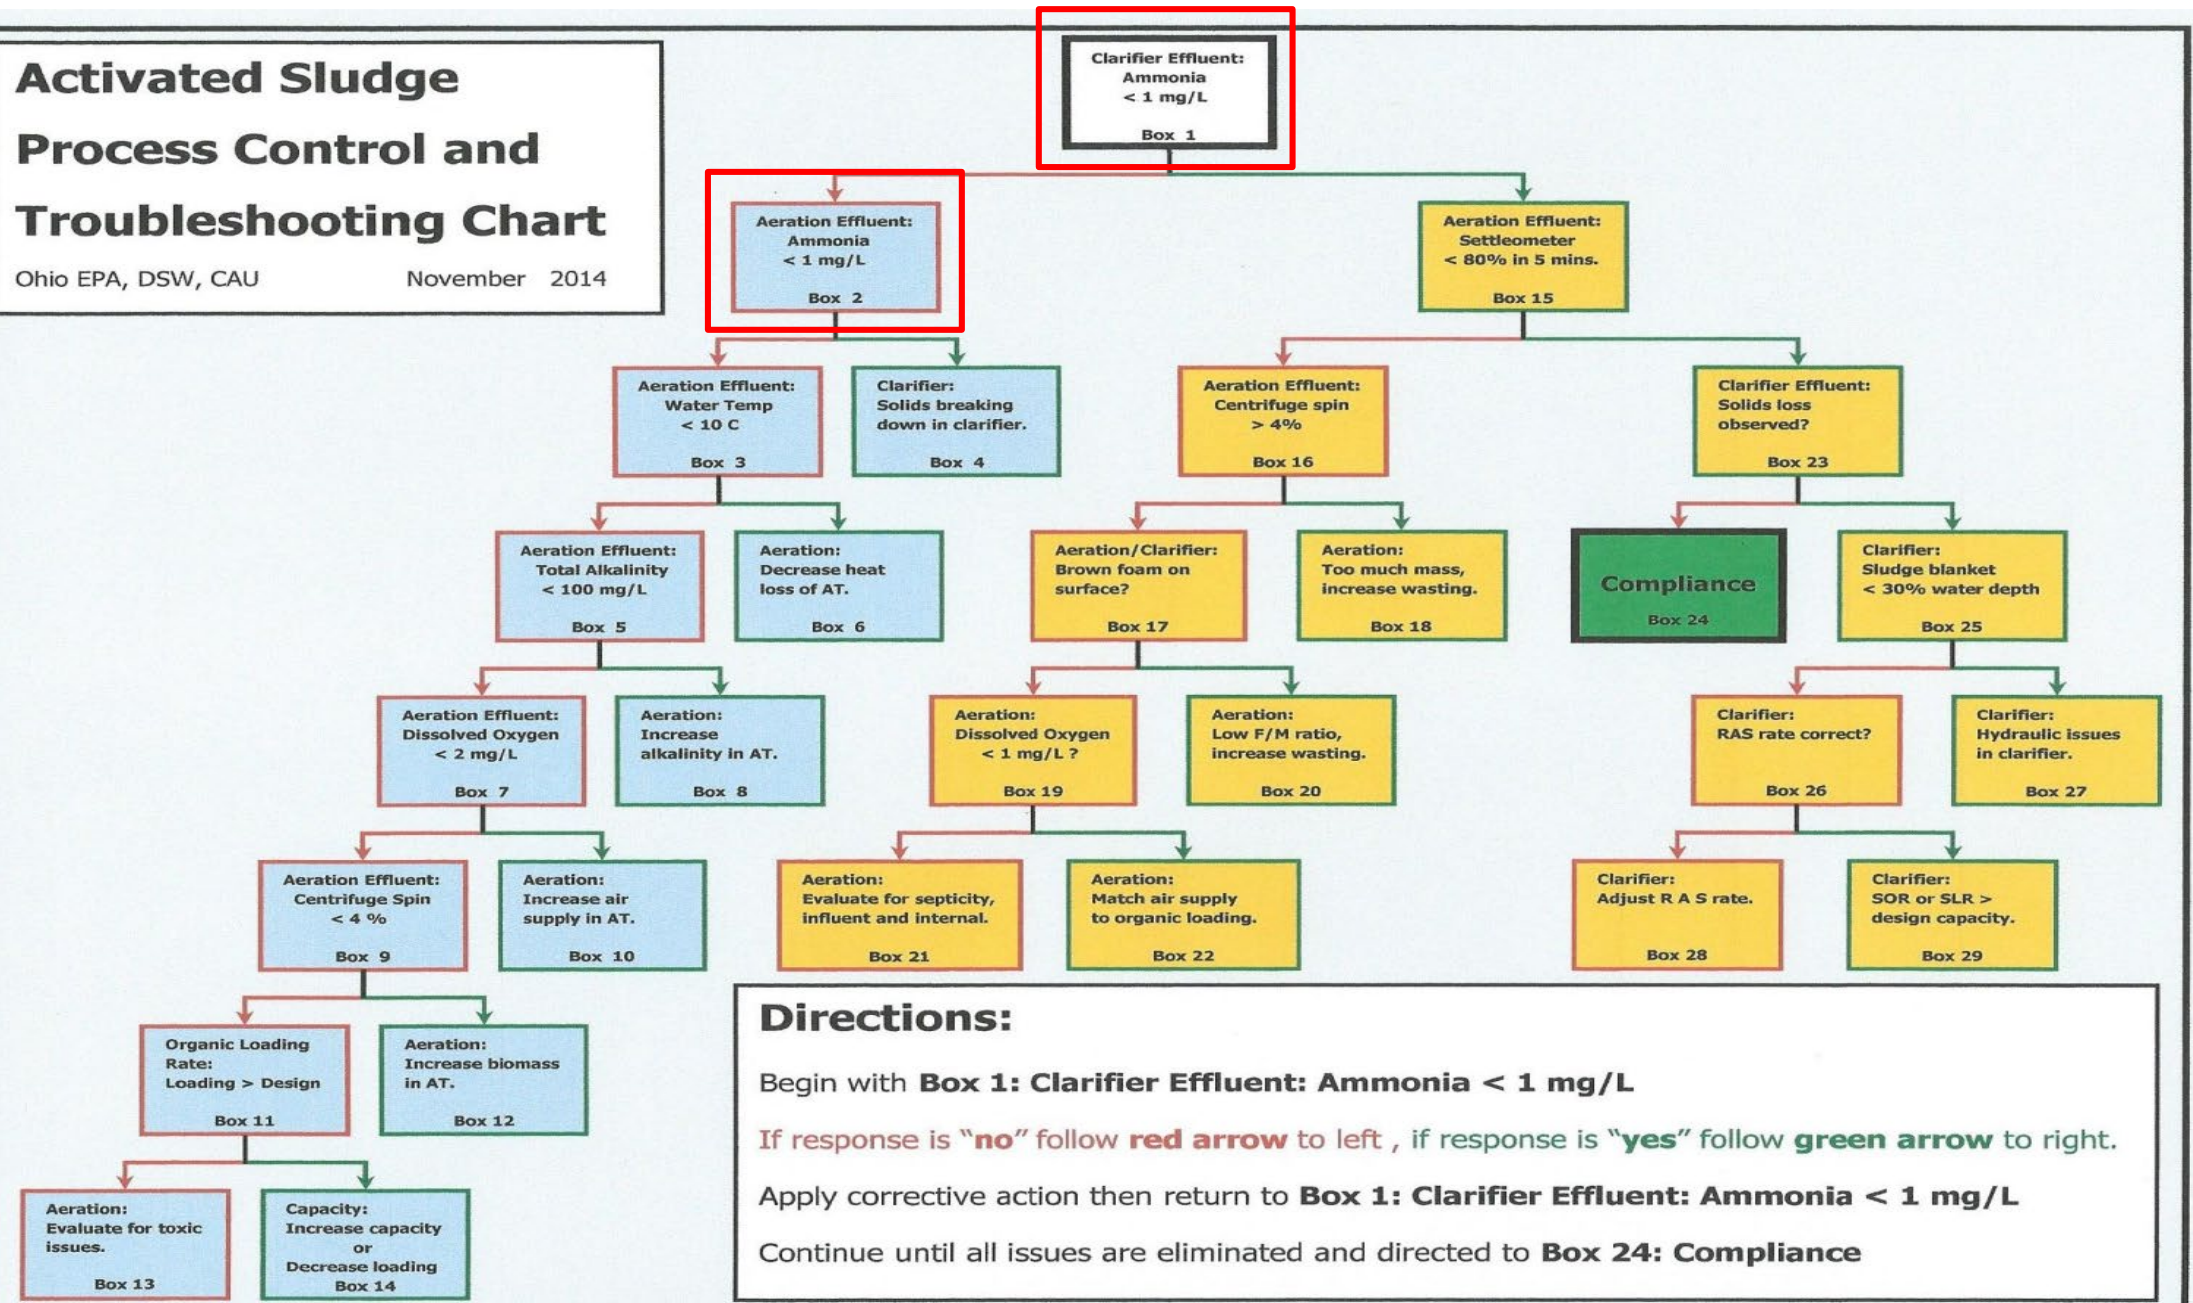 Activated Sludge
Process Control and
Troubleshooting Chart
Ohio EPA, DSW, CAU November 2014
Clarifier Effluent:
Ammonia
< 1 mg/L
Box 1
Aeration Effluent:
Ammonia
< 1 mg/L
Box 2
Aeration Effluent:
Settleometer
< 80% in 5 mins.
Box 15
Aeration Effluent:
Water Temp
< 10 C
Box 3
Clarifier:
Solids breaking
down in clarifier.
Box 4
Aeration Effluent:
Centrifuge spin
> 4%
Box 16
Clarifier Effluent:
Solids loss
observed?
Box 23
Aeration Effluent:
Total Alkalinity
< 100 mg/L
Box 5
Aeration:
Decrease heat
loss of AT.
Box 6
Aeration/Clarifier:
Brown foam on
surface?
Box 17
Aeration:
Too much mass,
increase wasting.
Box 18
Compliance
Box 24
Clarifier:
Sludge blanket
< 30% water depth
Box 25
Aeration Effluent:
Dissolved Oxygen
< 2 mg/L
Box 7
Aeration:
Increase
alkalinity in AT.
Box 8
Aeration:
Dissolved Oxygen
< 1 mg/L ?
Box 19
Aeration:
Low F/M ratio,
increase wasting.
Box 20
Clarifier:
RAS rate correct?
Box 26
Clarifier:
Hydraulic issues
in clarifier.
Box 27
Aeration Effluent:
Centrifuge Spin
< 4 %
Box 9
Aeration:
Increase air
supply in AT.
Box 10
Aeration:
Evaluate for septicity,
influent and internal.
Box 21
Aeration:
Match air supply
to organic loading.
Box 22
Clarifier:
Adjust R A S rate.
Box 28
Clarifier:
SOR or SLR >
design capacity.
Box 29
Organic Loading
Rate:
Loading > Design
Box 11
Aeration:
Increase biomass
in AT.
Box 12
Aeration:
Evaluate for toxic
issues.
Box 13
Capacity:
Increase capacity
or
Decrease loading
Box 14
Directions:
Begin with Box 1: Clarifier Effluent: Ammonia < 1 mg/L
If response is “no” follow red arrow to left , if response is “yes” follow green arrow to right.
Apply corrective action then return to Box 1: Clarifier Effluent: Ammonia < 1 mg/L
Continue until all issues are eliminated and directed to Box 24: Compliance